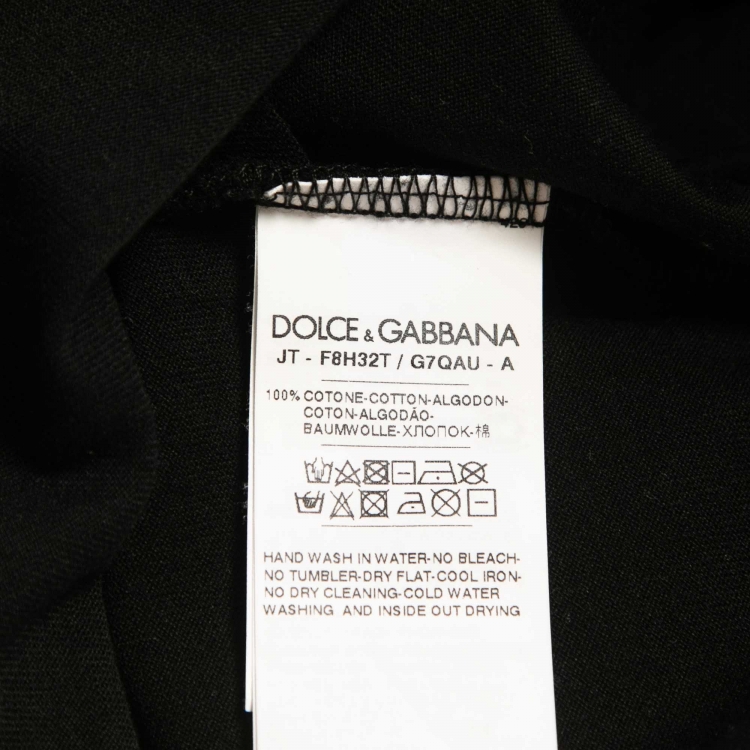 DOLCE & GABBANA
JT - F8H32T / G7QAU - A
100% COTONE-COTTON-ALGODON-
COTON-ALGODÃO-
BAUMWOLLE-ХЛОПОК-棉
HAND WASH IN WATER-NO BLEACH-
NO TUMBLER-DRY FLAT-COOL IRON-
NO DRY CLEANING-COLD WATER
WASHING AND INSIDE OUT DRYING